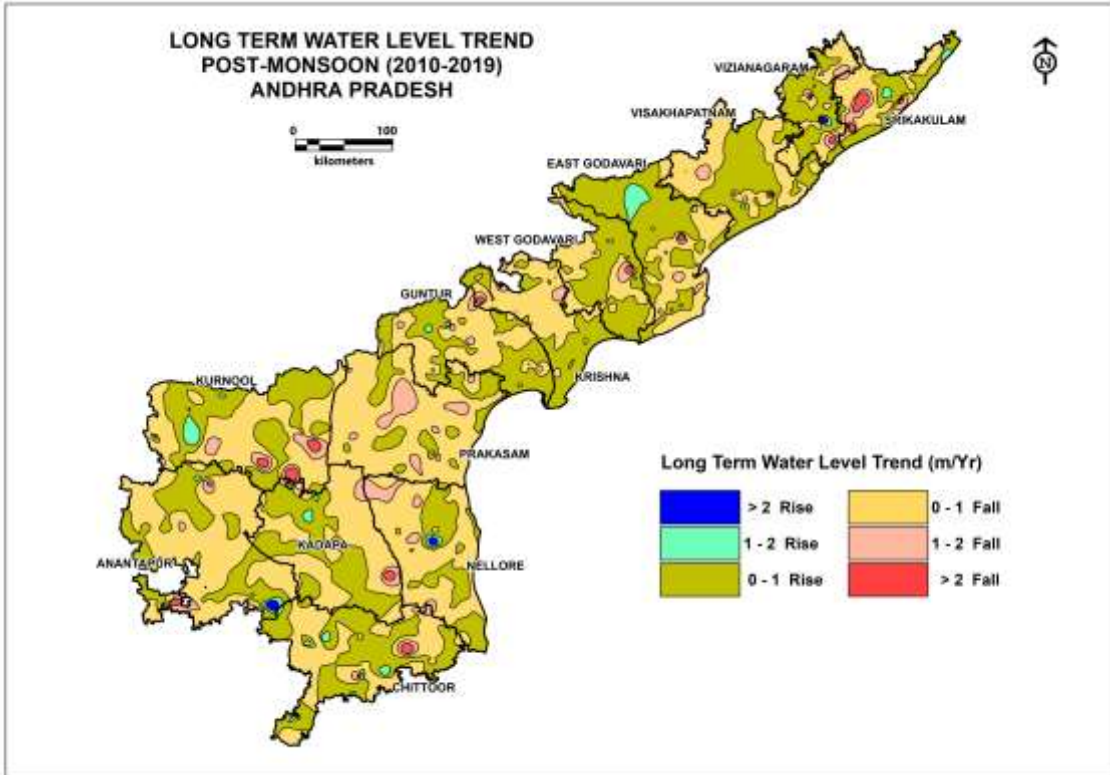 LONG TERM WATER LEVEL TREND
POST-MONSOON (2010-2019)
ANDHRA PRADESH
0 100
kilometers
N
VIZIANAGARAM
VISAKHAPATNAM
SRIKAKULAM
EAST GODAVARI
WEST GODAVARI
GUNTUR
KRISHNA
KURNOOL
PRAKASAM
ANANTAPUR
KADAPA
NELLORE
CHITTOOR
Long Term Water Level Trend (m/Yr)
> 2 Rise 0 - 1 Fall
1 - 2 Rise 1 - 2 Fall
0 - 1 Rise > 2 Fall